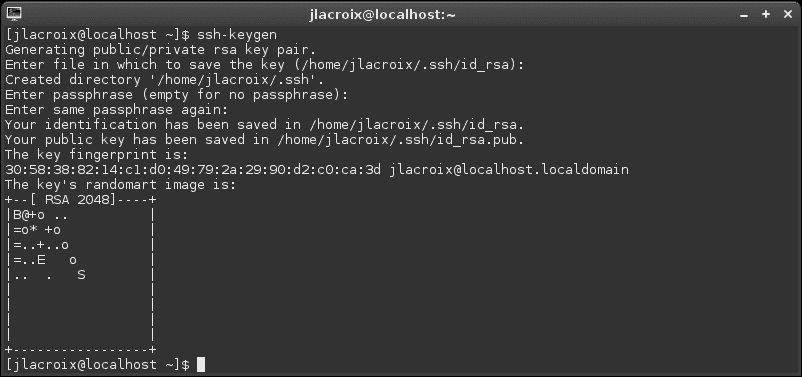 jlacroix@localhost:~
[jlacroix@localhost ~]$ ssh-keygen
Generating public/private rsa key pair.
Enter file in which to save the key (/home/jlacroix/.ssh/id_rsa):
Created directory '/home/jlacroix/.ssh'.
Enter passphrase (empty for no passphrase):
Enter same passphrase again:
Your identification has been saved in /home/jlacroix/.ssh/id_rsa.
Your public key has been saved in /home/jlacroix/.ssh/id_rsa.pub.
The key fingerprint is:
30:58:38:82:14:c1:d0:49:79:2a:29:90:d2:c0:ca:3d jlacroix@localhost.localdomain
The key's randomart image is:
+--[ RSA 2048]----+
|B@+o ..          |
|=o* +o           |
|=..+..o          |
|=..E   o         |
|..  .   S        |
|                 |
|                 |
|                 |
|                 |
+-----------------+
[jlacroix@localhost ~]$